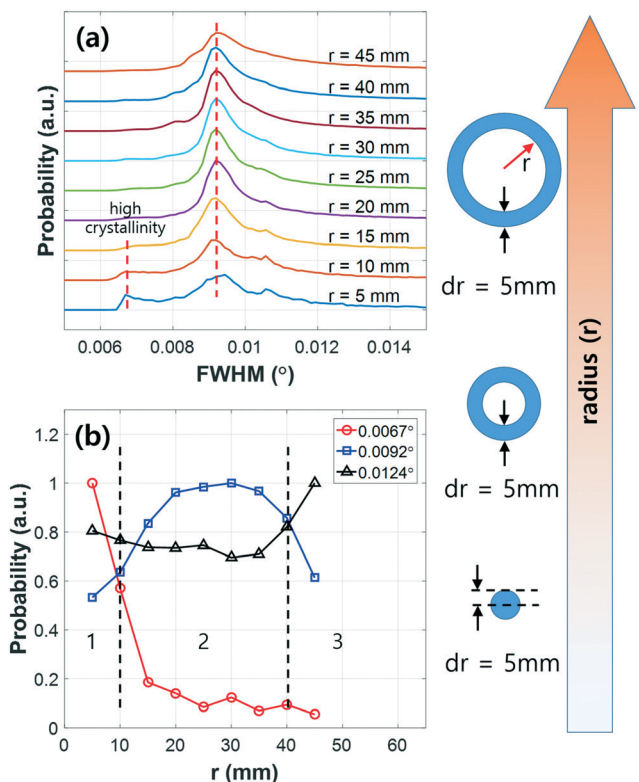 (a)
Probability (a.u.)
r = 45 mm
r = 40 mm
r = 35 mm
r = 30 mm
r = 25 mm
r = 20 mm
r = 15 mm
r = 10 mm
r = 5 mm
high
crystallinity
0.006
0.008
0.01
0.012
0.014
FWHM (°)
(b)
Probability (a.u.)
0.0067°
0.0092°
0.0124°
1.2
1
0.8
0.6
0.4
0.2
0
1
2
3
0
10
20
30
40
50
60
r (mm)
r
dr = 5mm
dr = 5mm
dr = 5mm
radius (r)